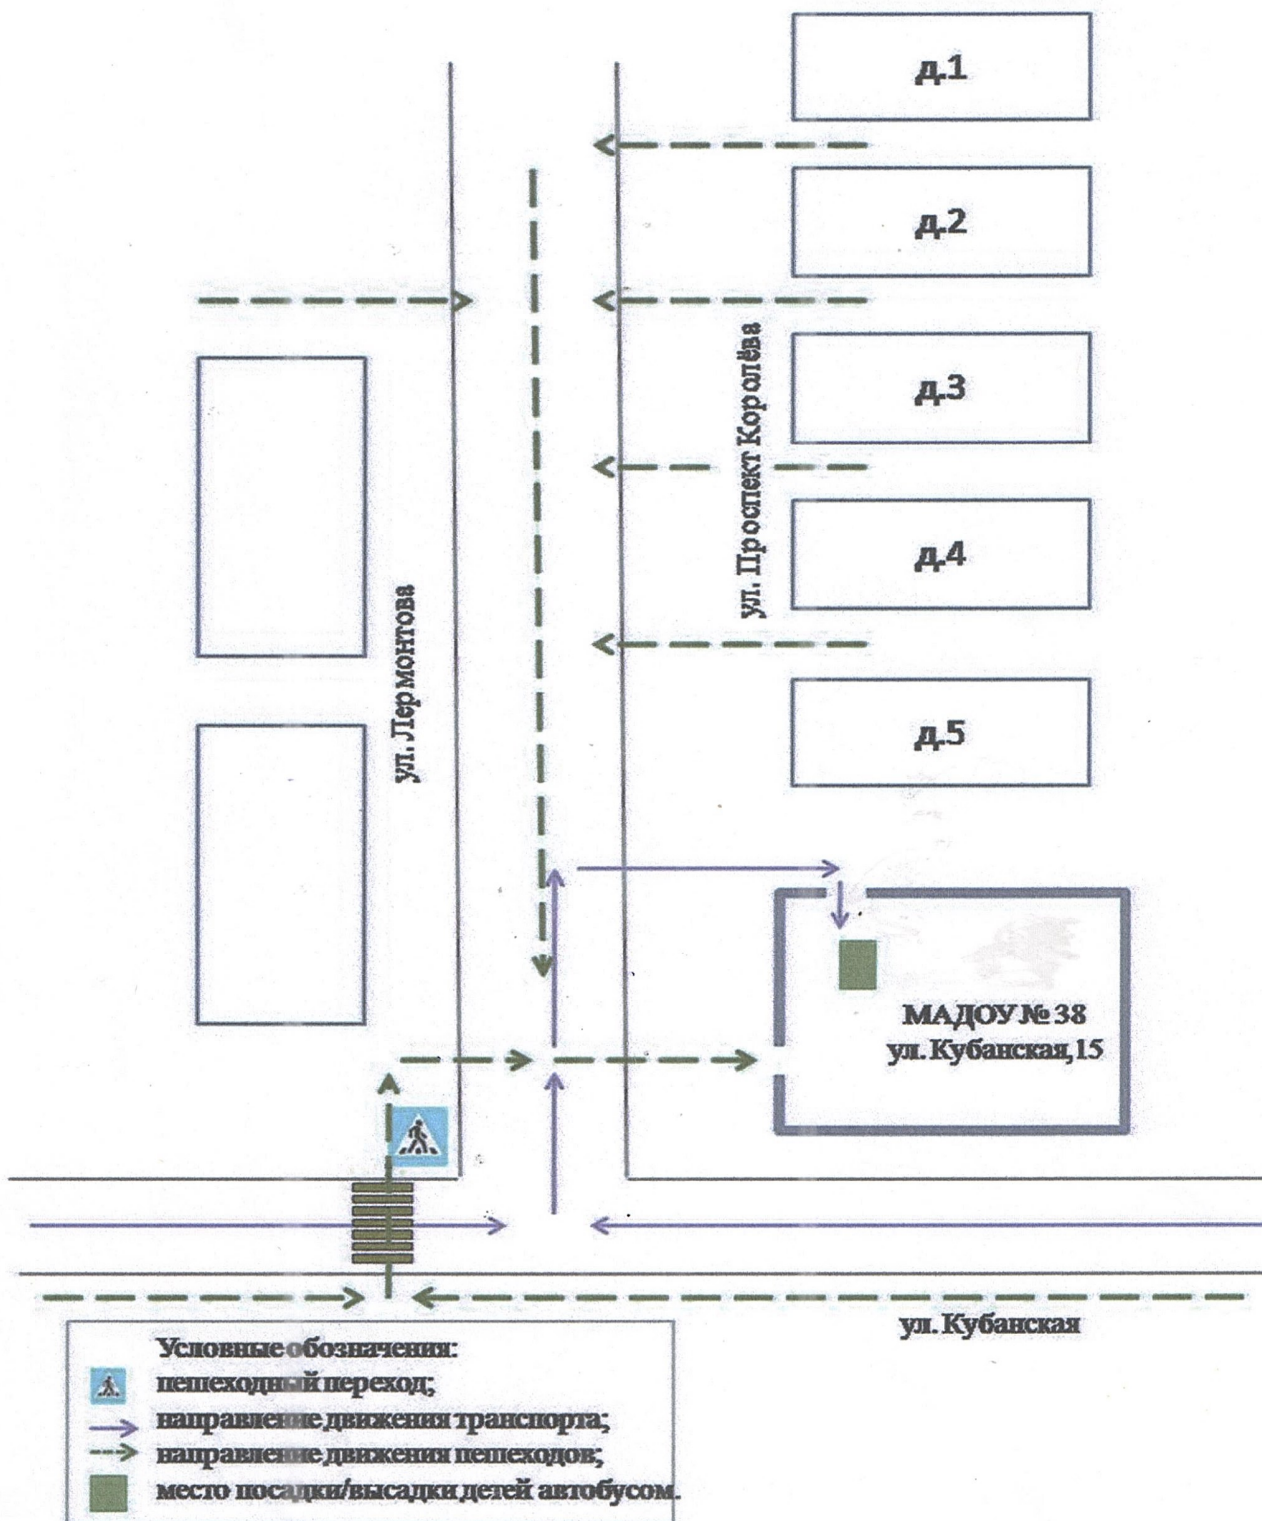 д.1
д.2
д.3
д.4
д.5
ул. Проспект Королёва
ул. Лермонтова
МАДОУ № 38
ул. Кубанская,15
ул. Кубанская
Условные обозначения:
пешеходный переход;
направление движения транспорта;
направление движения пешеходов;
место посадки/высадки детей автобусом.